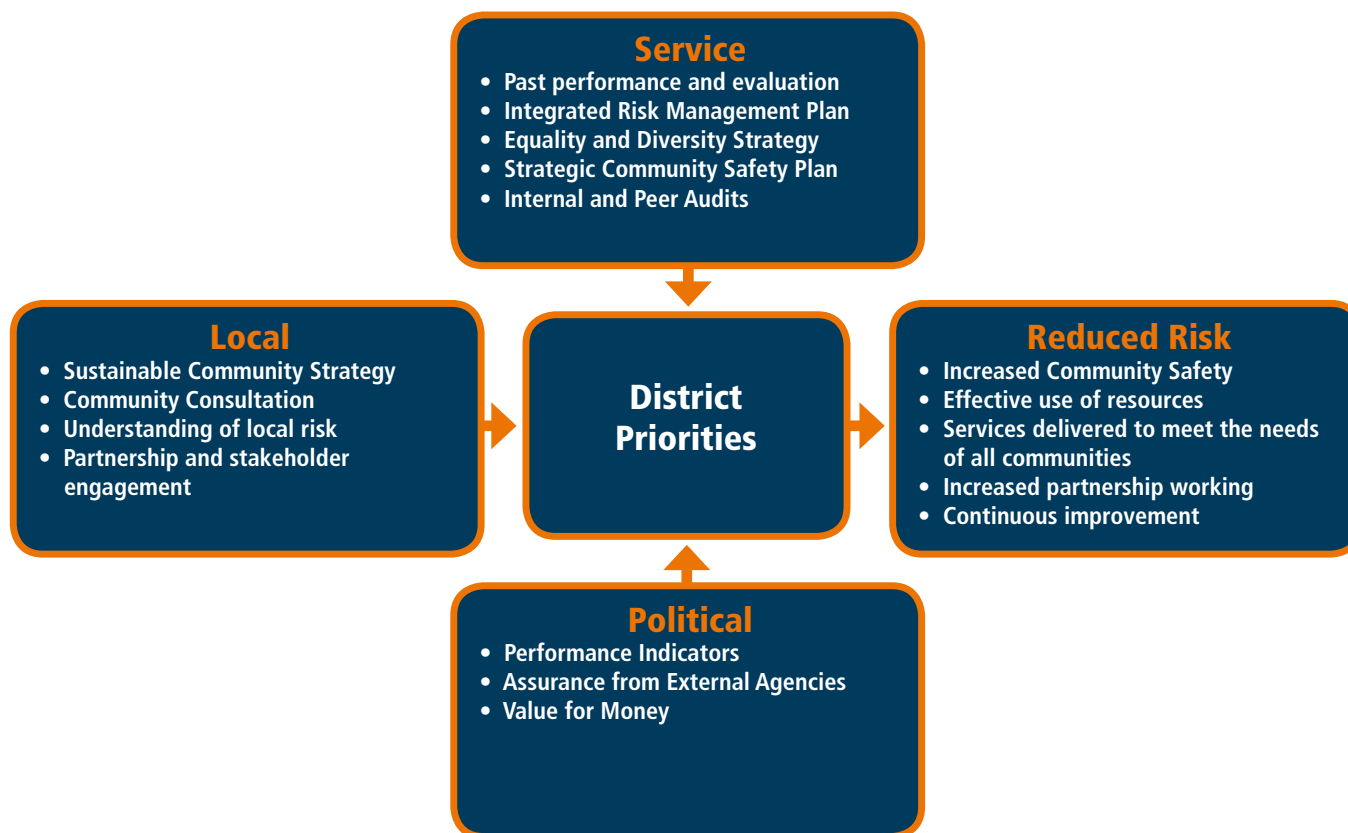 Service
• Past performance and evaluation
• Integrated Risk Management Plan
• Equality and Diversity Strategy
• Strategic Community Safety Plan
• Internal and Peer Audits
Local
• Sustainable Community Strategy
• Community Consultation
• Understanding of local risk
• Partnership and stakeholder
engagement
District
Priorities
Reduced Risk
• Increased Community Safety
• Effective use of resources
• Services delivered to meet the needs
of all communities
• Increased partnership working
• Continuous improvement
Political
• Performance Indicators
• Assurance from External Agencies
• Value for Money